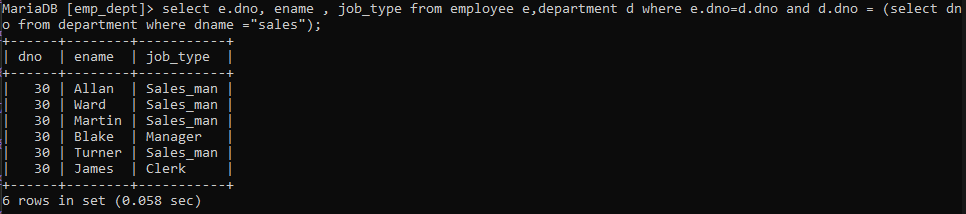 MariaDB [emp_dept]> select e.dno, ename , job_type from employee e,department d where e.dno=d.dno and d.dno = (select dn
o from department where dname ="sales");
+------+--------+-----------+
| dno  | ename  | job_type  |
+------+--------+-----------+
|   30 | Allan  | Sales_man |
|   30 | Ward   | Sales_man |
|   30 | Martin | Sales_man |
|   30 | Blake  | Manager   |
|   30 | Turner | Sales_man |
|   30 | James  | Clerk     |
+------+--------+-----------+
6 rows in set (0.058 sec)